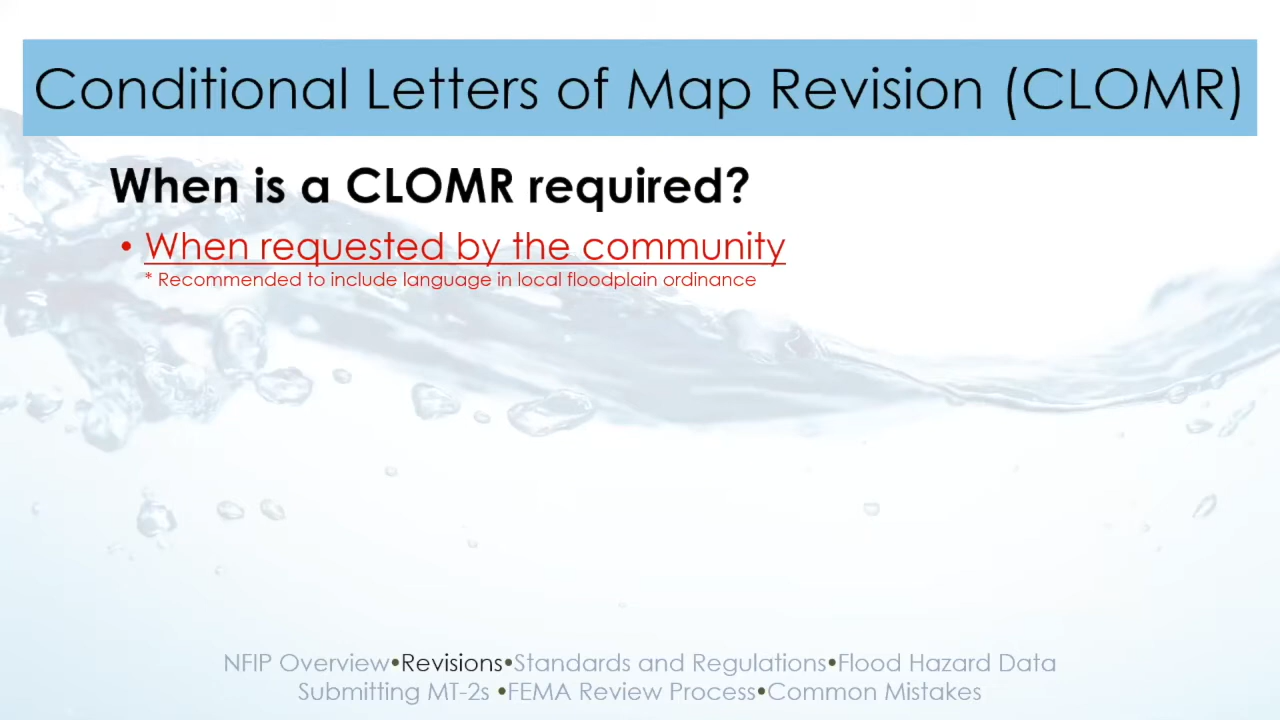 Conditional Letters of Map Revision (CLOMR)
When is a CLOMR required?
• When requested by the community
* Recommended to include language in local floodplain ordinance
NFIP Overview•Revisions•Standards and Regulations•Flood Hazard Data
Submitting MT-2s •FEMA Review Process•Common Mistakes